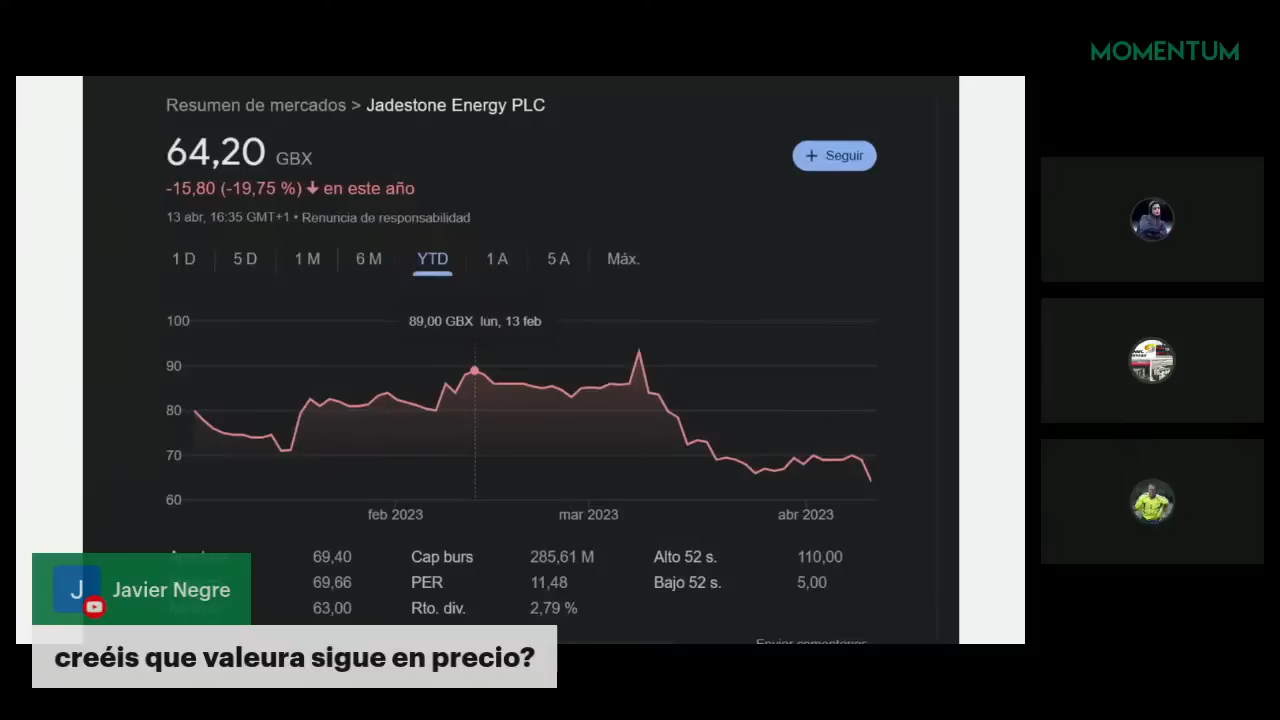 MOMENTUM
Resumen de mercados > Jadestone Energy PLC
64,20 GBX
+ Seguir
-15,80 (-19,75 %) ↓ en este año
13 abr, 16:35 GMT+1 • Renuncia de responsabilidad
1 D 5 D 1 M 6 M YTD 1 A 5 A Máx.
89,00 GBX lun, 13 feb
100
90
80
70
60
feb 2023 mar 2023 abr 2023
69,40 Cap burs 285,61 M Alto 52 s. 110,00
69,66 PER 11,48 Bajo 52 s. 5,00
63,00 Rto. div. 2,79 %
Enviar comentarios
J Javier Negre
creéis que valeura sigue en precio?